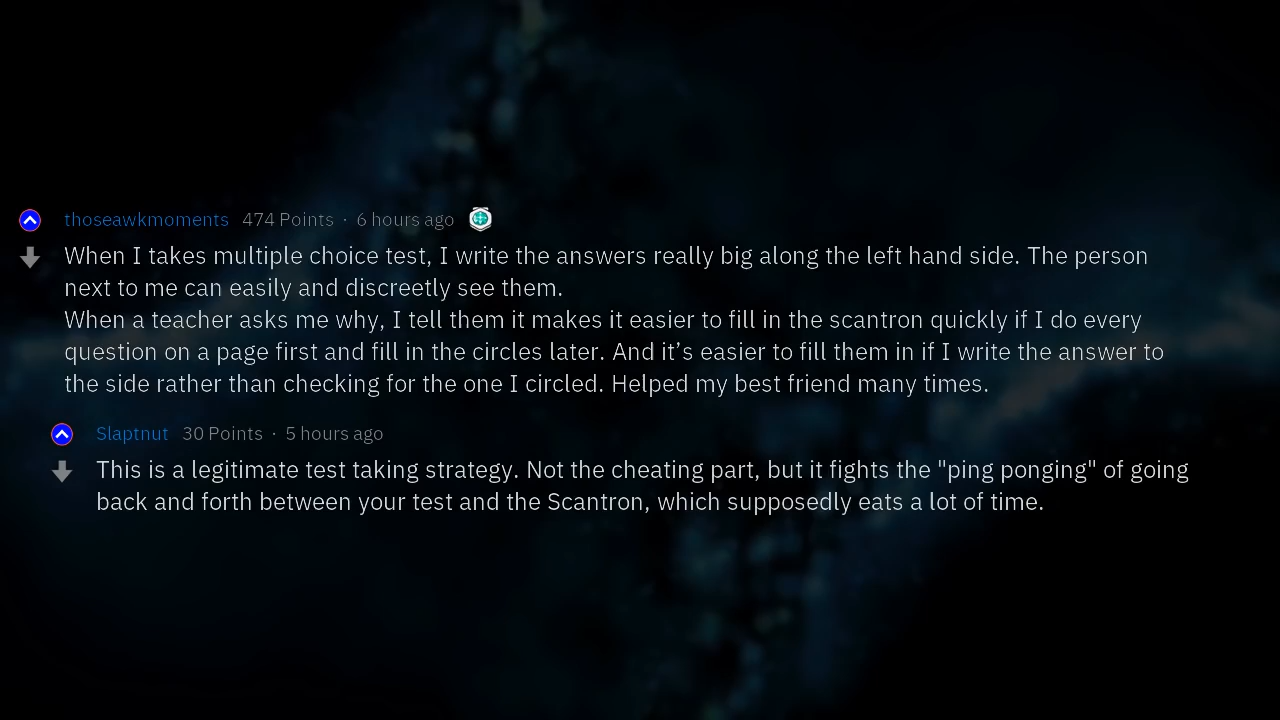 thoseawkmoments 474 Points · 6 hours ago
When I takes multiple choice test, I write the answers really big along the left hand side. The person
next to me can easily and discreetly see them.
When a teacher asks me why, I tell them it makes it easier to fill in the scantron quickly if I do every
question on a page first and fill in the circles later. And it’s easier to fill them in if I write the answer to
the side rather than checking for the one I circled. Helped my best friend many times.
Slaptnut 30 Points · 5 hours ago
This is a legitimate test taking strategy. Not the cheating part, but it fights the "ping ponging" of going
back and forth between your test and the Scantron, which supposedly eats a lot of time.